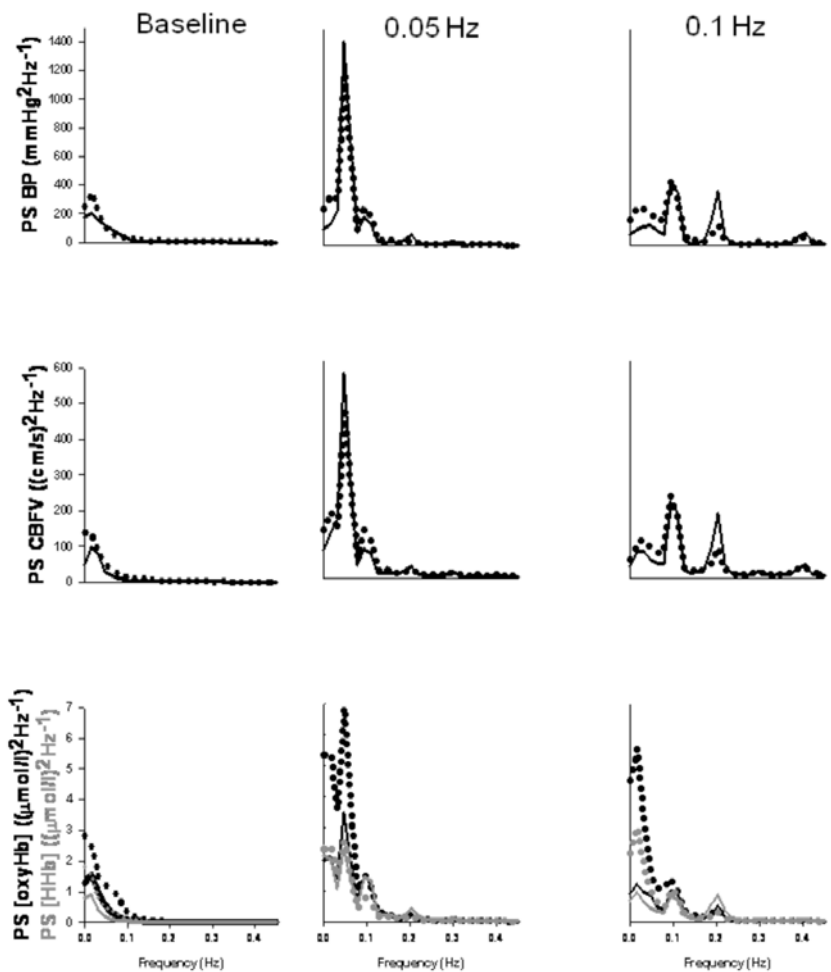 Baseline
0.05 Hz
0.1 Hz
PS BP (mmHg²Hz⁻¹)
1400
1200
1000
800
600
400
200
0
PS CBFV ((cm/s)²Hz⁻¹)
600
500
400
300
200
100
0
PS [oxyHb] ((μmol/l)²Hz⁻¹)
PS [HHb] ((μmol/l)²Hz⁻¹)
7
6
5
4
3
2
1
0
0.0 0.1 0.2 0.3 0.4
0.0 0.1 0.2 0.3 0.4
0.0 0.1 0.2 0.3 0.4
Frequency (Hz)
Frequency (Hz)
Frequency (Hz)